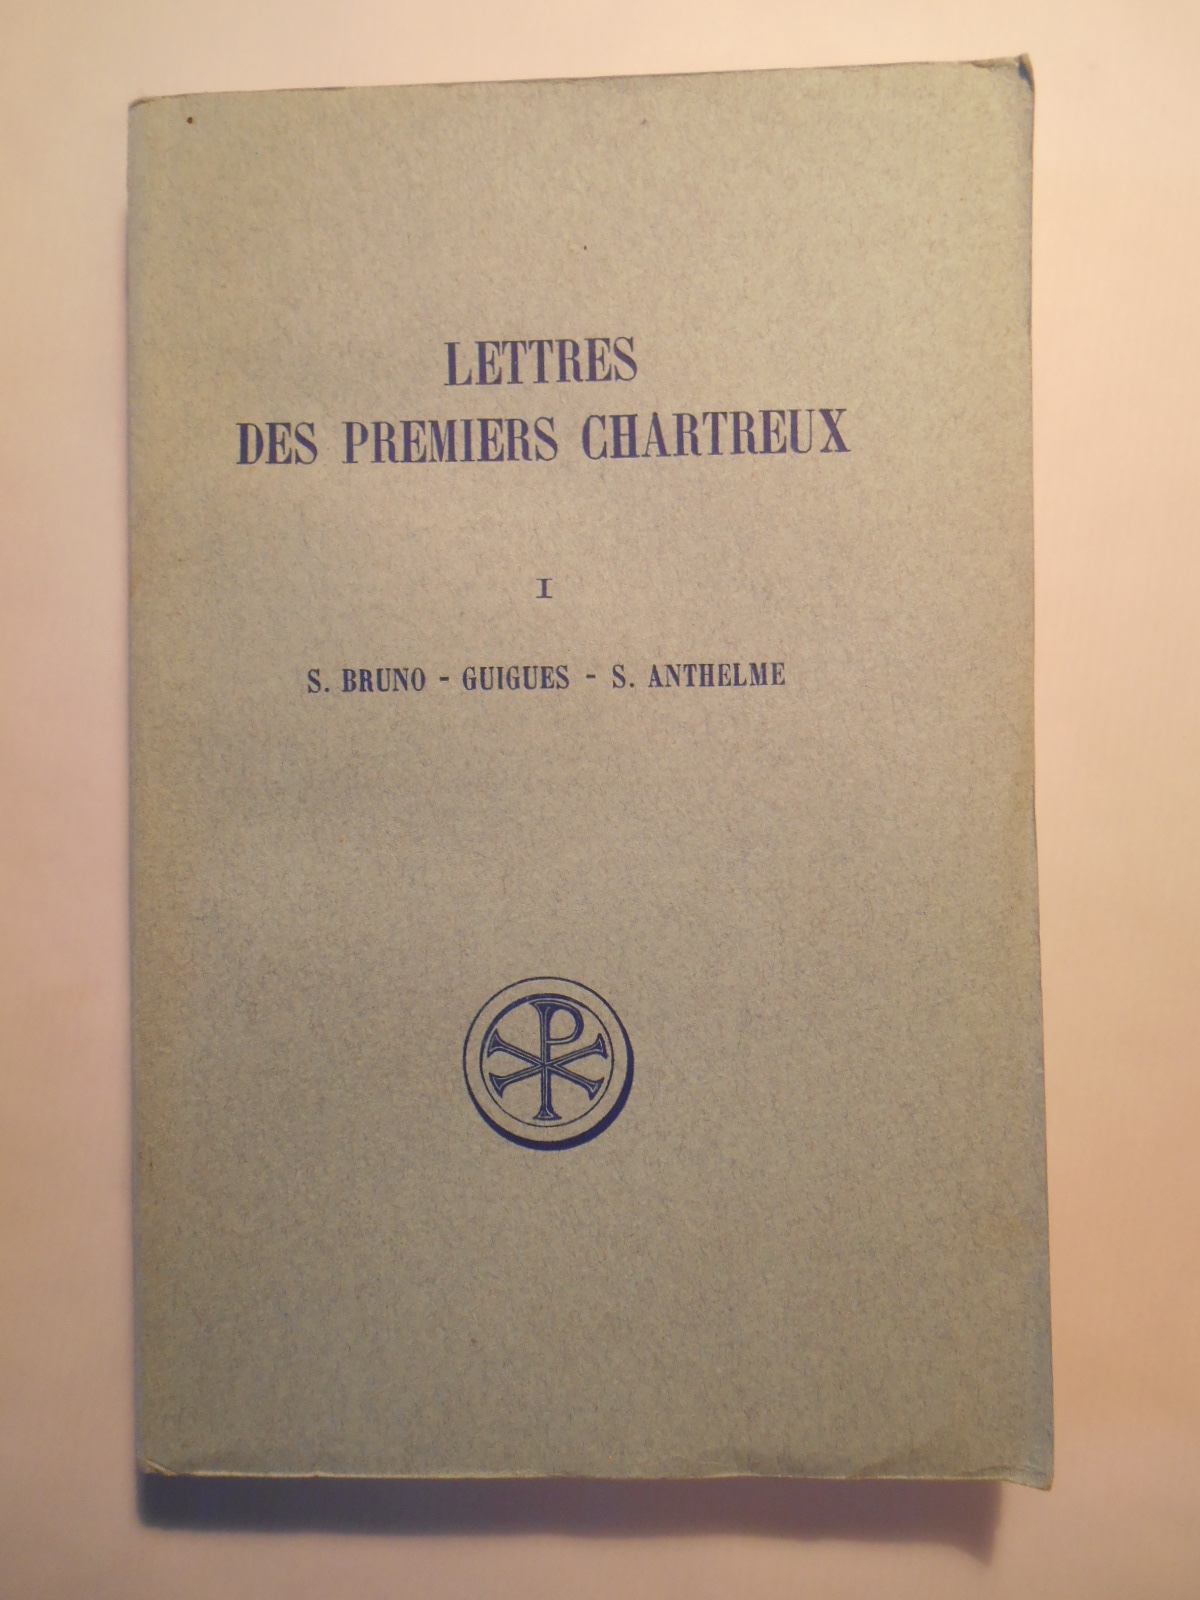 LETTRES
DES PREMIERS CHARTREUX
I
S. BRUNO - GUIGUES - S. ANTHELME